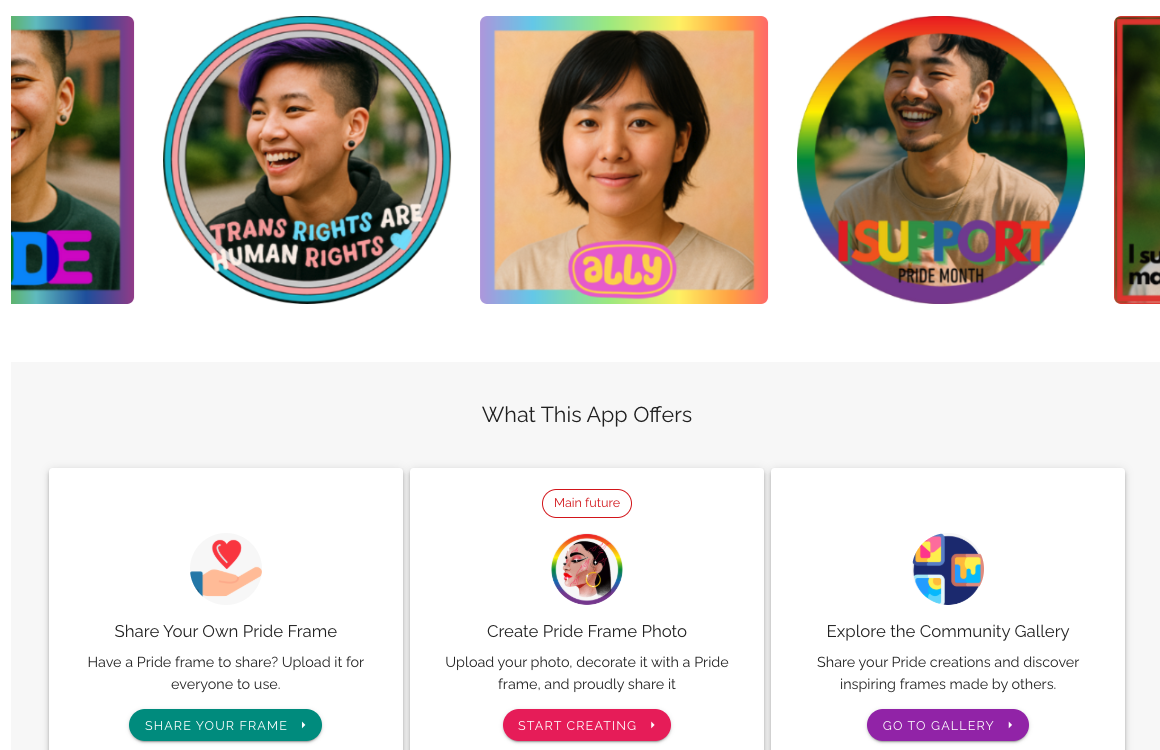 DE
TRANS RIGHTS ARE
HUMAN RIGHTS
ally
I SUPPORT
PRIDE MONTH
I su
ma
What This App Offers
Main future
Share Your Own Pride Frame
Have a Pride frame to share? Upload it for
everyone to use.
SHARE YOUR FRAME
Create Pride Frame Photo
Upload your photo, decorate it with a Pride
frame, and proudly share it
START CREATING
Explore the Community Gallery
Share your Pride creations and discover
inspiring frames made by others.
GO TO GALLERY